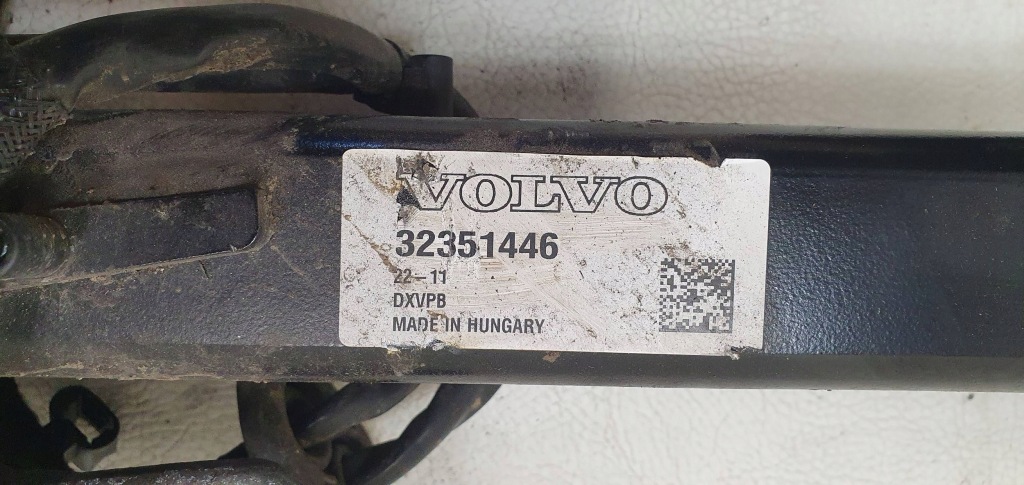 VOLVO
32351446
22-11
DXVPB
MADE IN HUNGARY